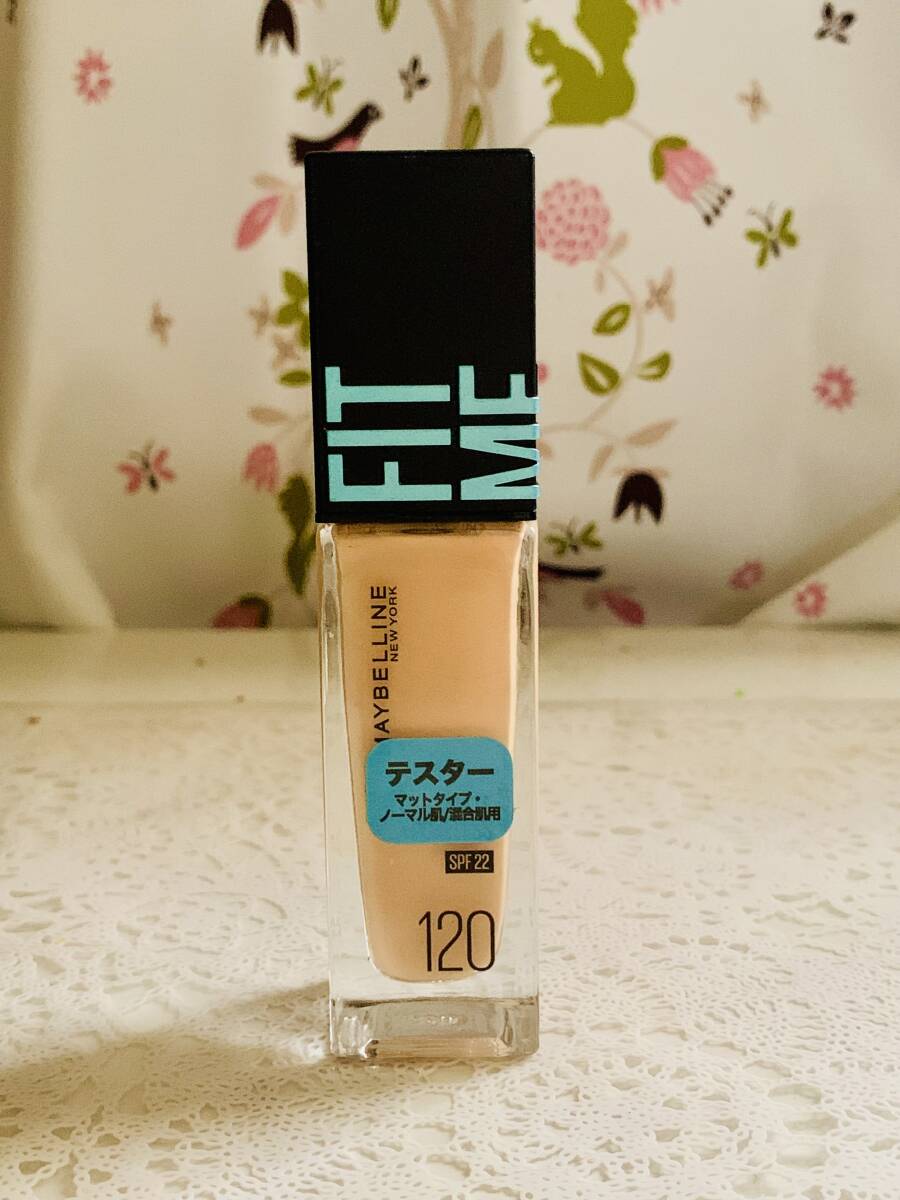 FIT
ME
MAYBELLINE
NEW YORK
テスター
マットタイプ・
ノーマル肌/混合肌用
SPF 22
120